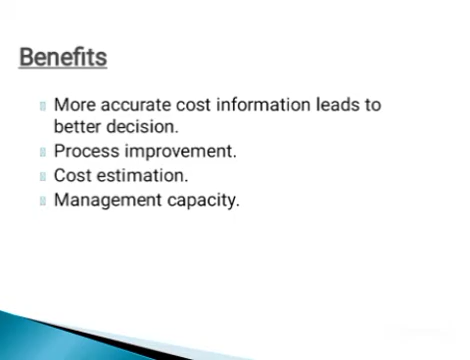 Benefits
More accurate cost information leads to
better decision.
Process improvement.
Cost estimation.
Management capacity.